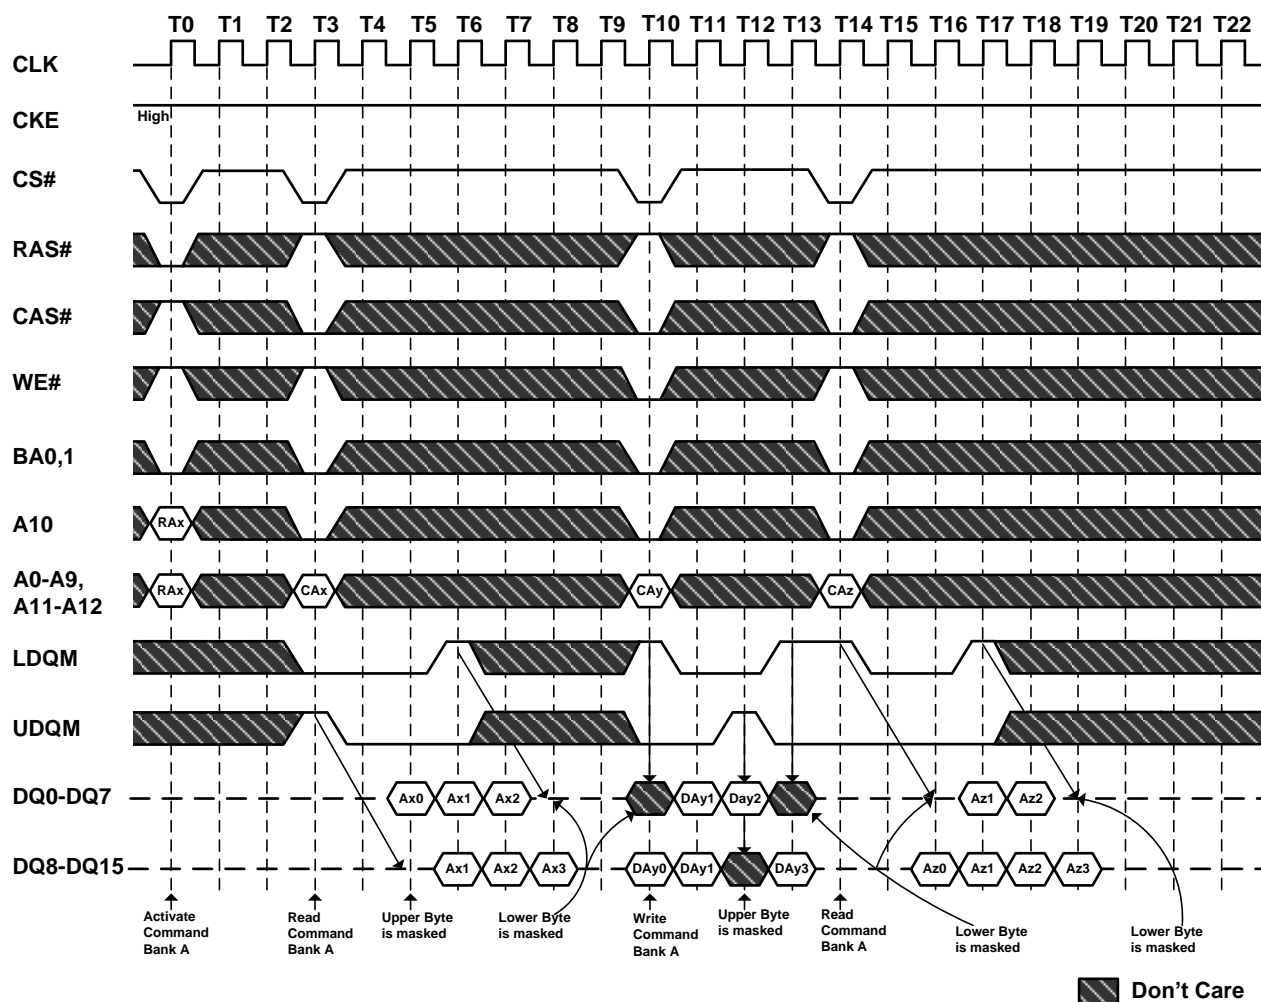 T0 T1 T2 T3 T4 T5 T6 T7 T8 T9 T10 T11 T12 T13 T14 T15 T16 T17 T18 T19 T20 T21 T22
CLK
CKE
High
CS#
RAS#
CAS#
WE#
BA0,1
A10
RAx
A0-A9,
A11-A12
RAx CAx CAy CAz
LDQM
UDQM
DQ0-DQ7
Ax0 Ax1 Ax2 DAy1 Day2 Az1 Az2
DQ8-DQ15
Ax1 Ax2 Ax3 DAy0 DAy1 DAy3 Az0 Az1 Az2 Az3
Activate
Command
Bank A
Read
Command
Bank A
Upper Byte
is masked
Lower Byte
is masked
Write
Command
Bank A
Upper Byte
is masked
Read
Command
Bank A
Lower Byte
is masked
Lower Byte
is masked
Don't Care